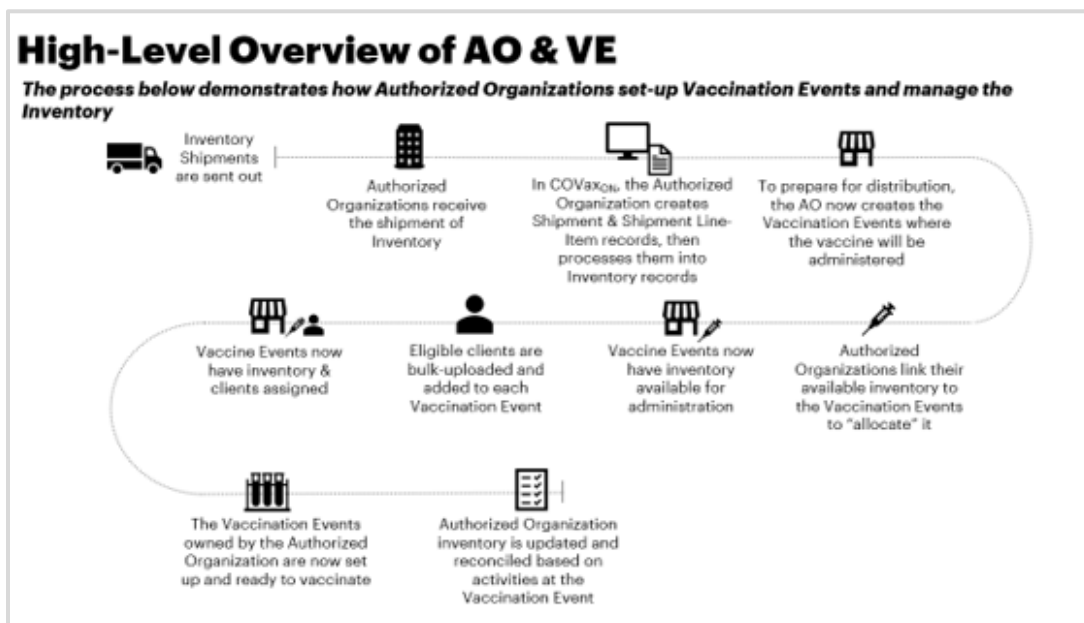 High-Level Overview of AO & VE
The process below demonstrates how Authorized Organizations set-up Vaccination Events and manage the
Inventory
Inventory
Shipments
are sent out
Authorized
Organizations receive
the shipment of
Inventory
In COVaxON, the Authorized
Organization creates
Shipment & Shipment Line-
Item records, then
processes them into
Inventory records
To prepare for distribution,
the AO now creates the
Vaccination Events where
the vaccine will be
administered
Authorized
Organizations link their
available inventory to
the Vaccination Events
to “allocate” it
Vaccine Events now
have inventory
available for
administration
Eligible clients are
bulk-uploaded and
added to each
Vaccination Event
Vaccine Events now
have inventory &
clients assigned
The Vaccination Events
owned by the Authorized
Organization are now set
up and ready to vaccinate
Authorized Organization
inventory is updated and
reconciled based on
activities at the
Vaccination Event